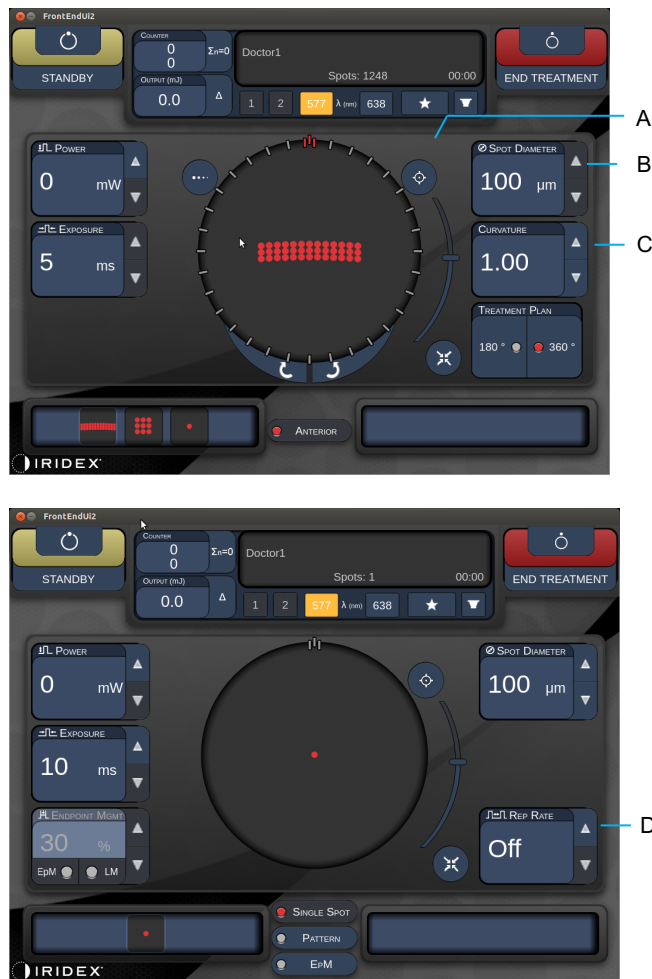 FrontEndUi2
STANDBY
COUNTER
0
0
Σn=0
OUTPUT (mJ)
0.0
Δ
Doctor1
Spots: 1248 00:00
1 2 577 λ (nm) 638
END TREATMENT
A
POWER
0 mW
EXPOSURE
5 ms
SPOT DIAMETER
100 μm
B
CURVATURE
1.00
C
TREATMENT PLAN
180 ° 360 °
ANTERIOR
IRIDEX
FrontEndUi2
STANDBY
COUNTER
0
0
Σn=0
OUTPUT (mJ)
0.0
Δ
Doctor1
Spots: 1 00:00
1 2 577 λ (nm) 638
END TREATMENT
POWER
0 mW
EXPOSURE
10 ms
ENDPOINT MGMT
30 %
EpM LM
SPOT DIAMETER
100 μm
REP RATE
Off
D
SINGLE SPOT
PATTERN
EPM
IRIDEX